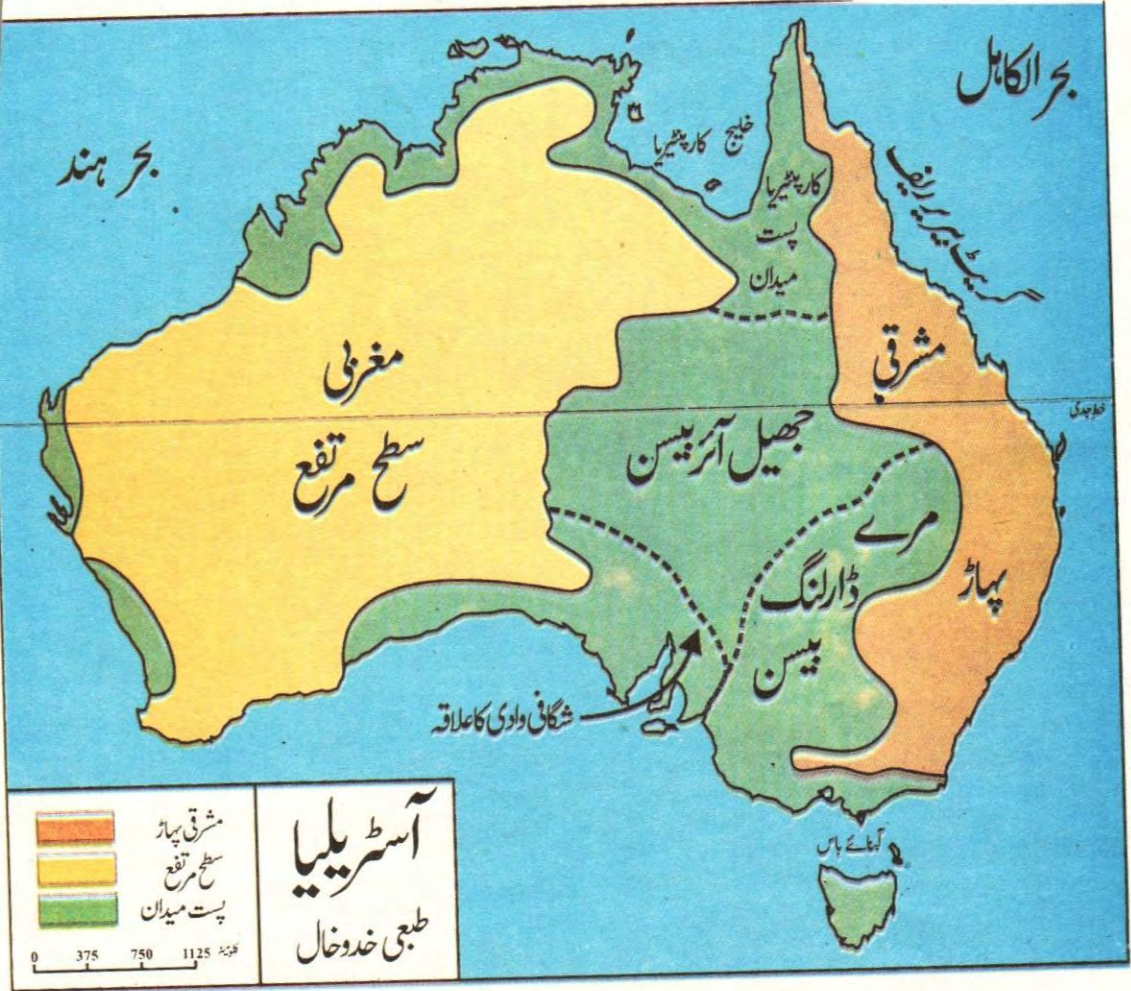 بحر الکاہل
بحر ہند
خلیج کارپنٹیریا
گریٹ بیریر ریف
کارپنٹیریا
پست
میدان
مشرقی
پہاڑ
مغربی
سطح مرتفع
خط جدی
جھیل آئر بیسن
مرے
ڈارلنگ
بیسن
شگافی وادی کا علاقہ
آبنائے باس
آسٹریلیا
طبعی خدوخال
مشرقی پہاڑ
سطح مرتفع
پست میدان
0 375 750 1125 کلومیٹر